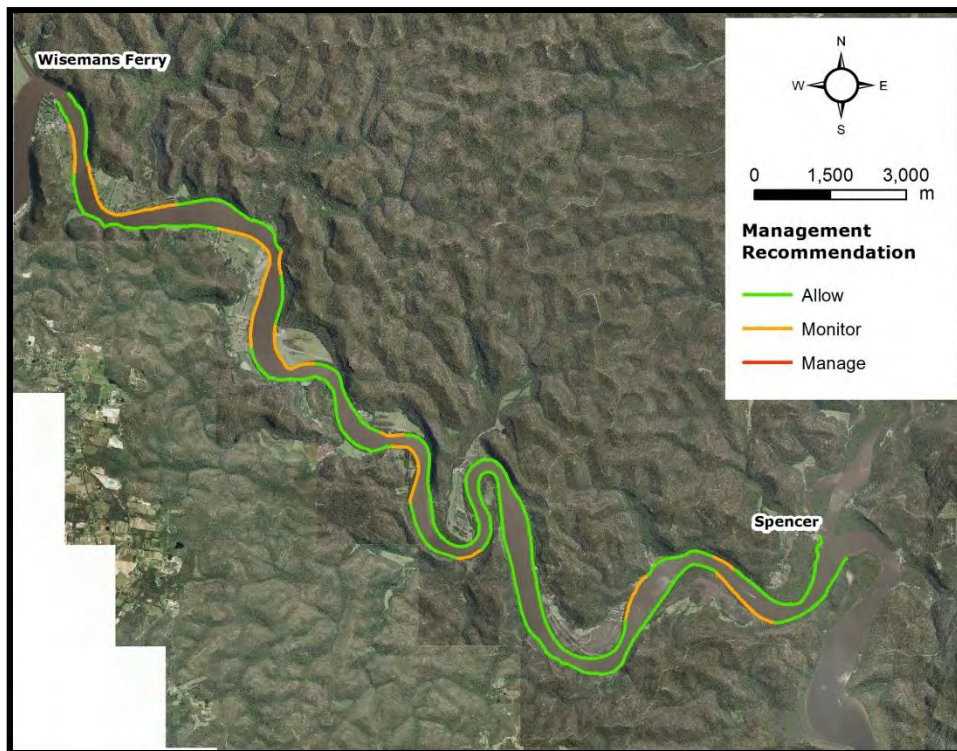 Wisemans Ferry
N
W E
S
0 1,500 3,000
m
Management
Recommendation
Allow
Monitor
Manage
Spencer